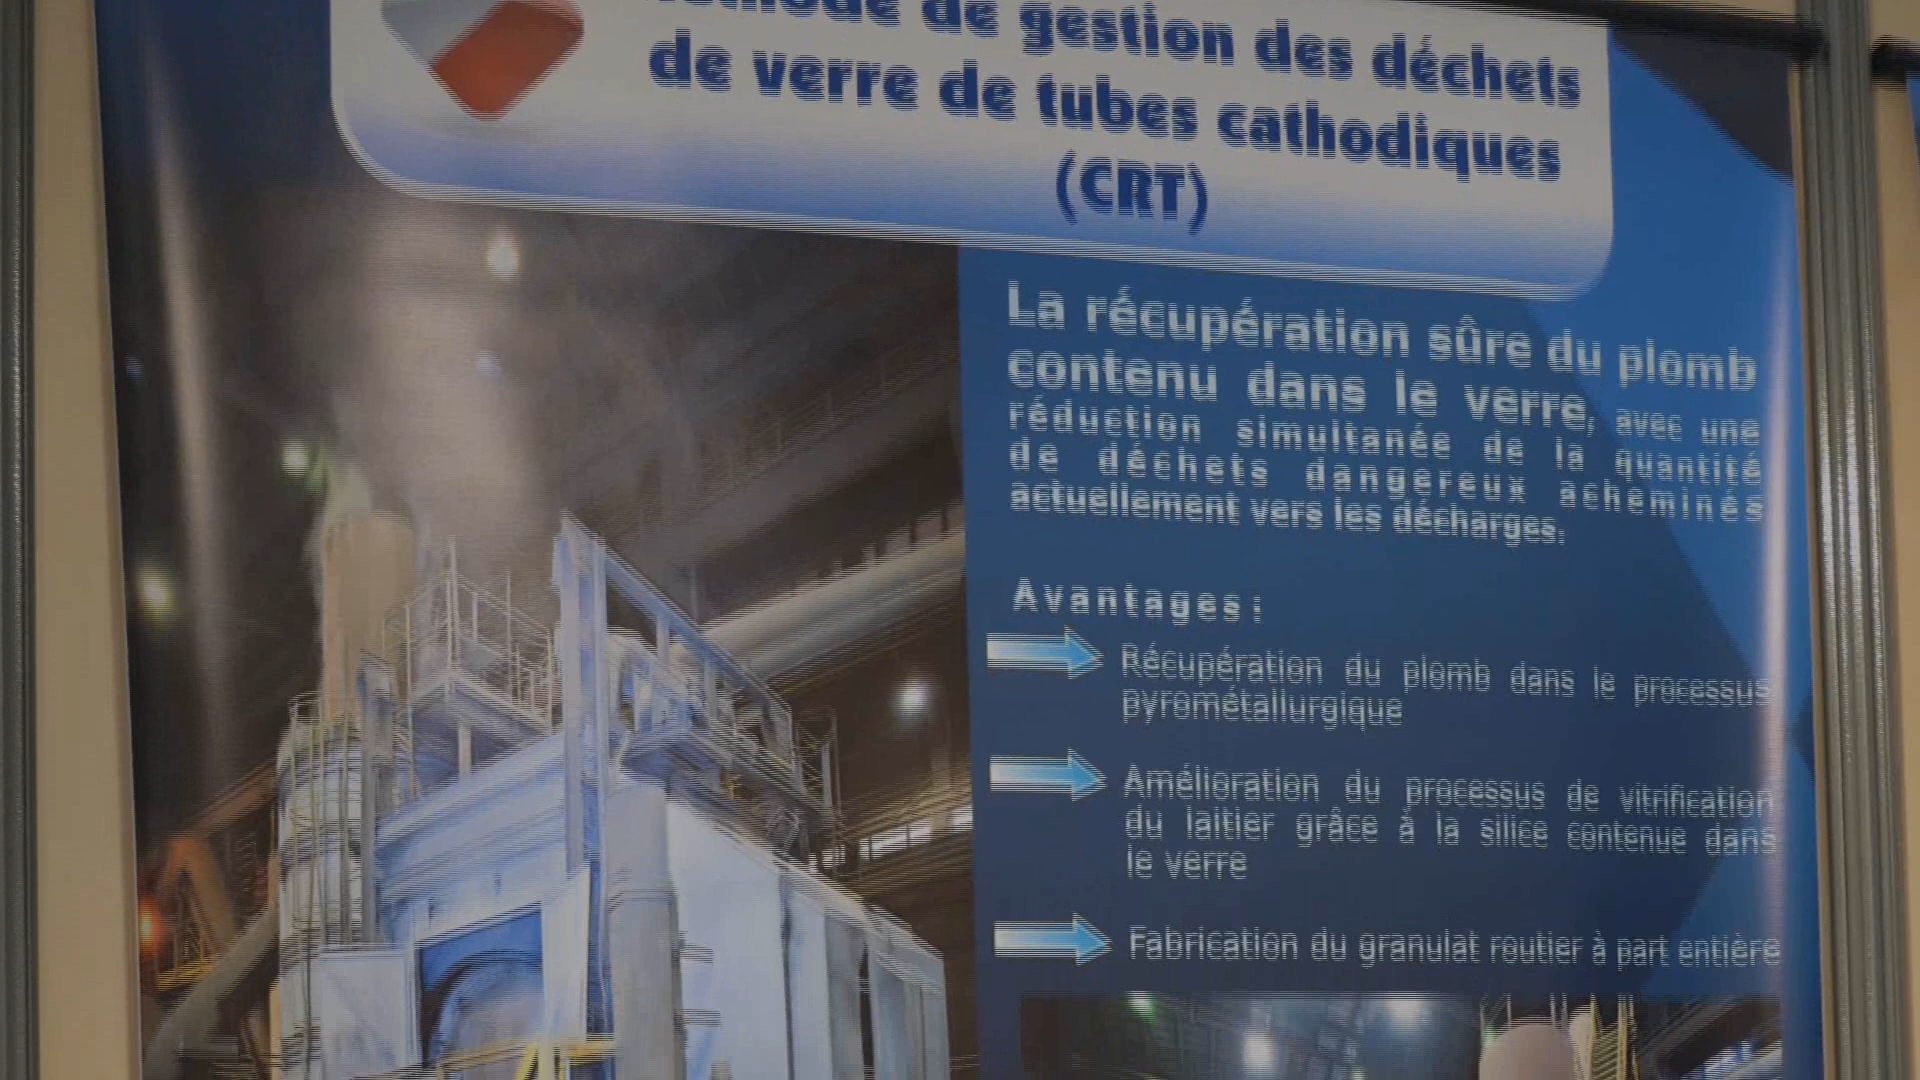 Méthode de gestion des déchets
de verre de tubes cathodiques
(CRT)
La récupération sûre du plomb
contenu dans le verre, avec une
réduction simultanée de la quantité
de déchets dangereux acheminés
actuellement vers les décharges.
Avantages :
Récupération du plomb dans le processus
pyrométallurgique
Amélioration du processus de vitrification
du laitier grâce à la silice contenue dans
le verre
Fabrication du granulat routier à part entière